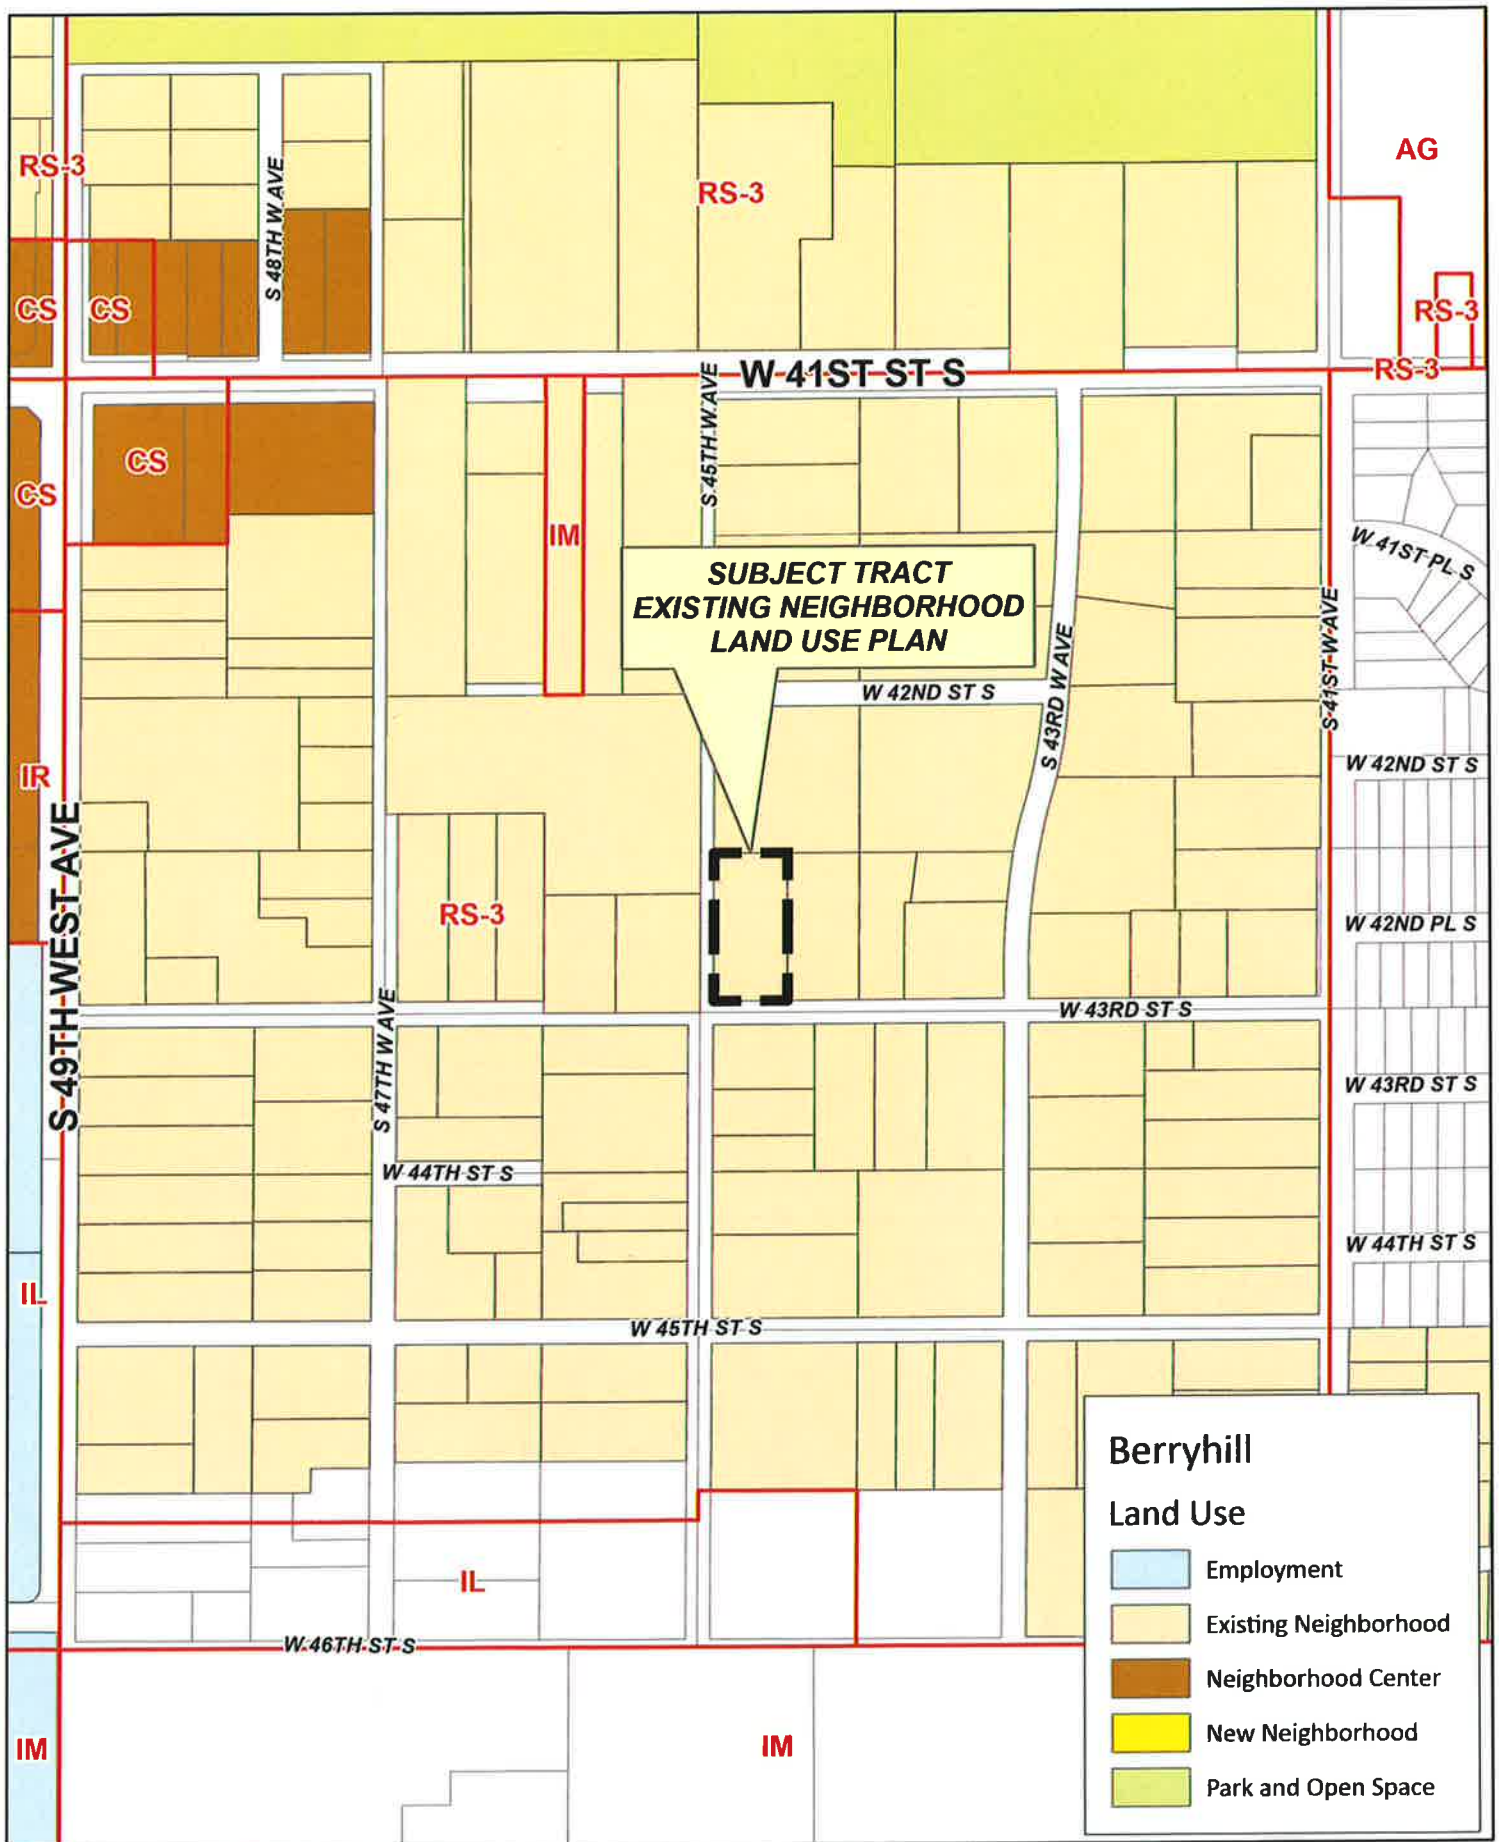 AG
RS-3
RS-3
S 48TH W AVE
CS
CS
RS-3
RS-3
W 41ST ST S
S 45TH W AVE
CS
CS
IM
W 41ST PL S
SUBJECT TRACT
EXISTING NEIGHBORHOOD
LAND USE PLAN
S 41ST W AVE
W 42ND ST S
S 43RD W AVE
IR
W 42ND ST S
RS-3
W 42ND PL S
S 49TH WEST AVE
W 43RD ST S
S 47TH W AVE
W 43RD ST S
W 44TH ST S
W 44TH ST S
IL
W 45TH ST S
IL
W 46TH ST S
IM
IM
Berryhill
Land Use
Employment
Existing Neighborhood
Neighborhood Center
New Neighborhood
Park and Open Space